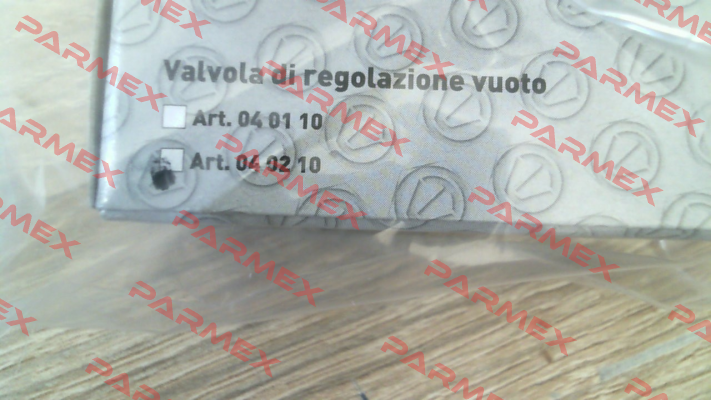 Valvola di regolazione vuoto
Art. 04 01 10
Art. 04 02 10
PARMEX